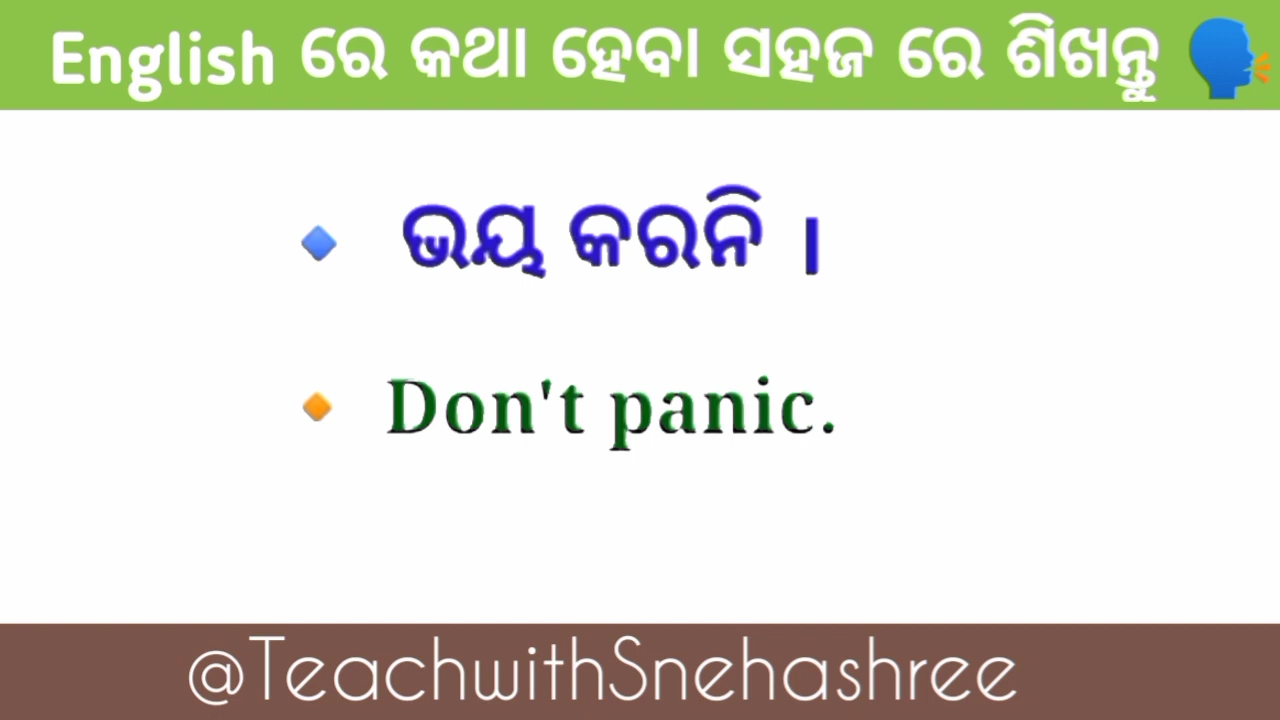 English ରେ କଥା ହେବା ସହଜ ରେ ଶିଖନ୍ତୁ
ଭୟ କରନି ।
Don't panic.
@TeachwithSnehashree